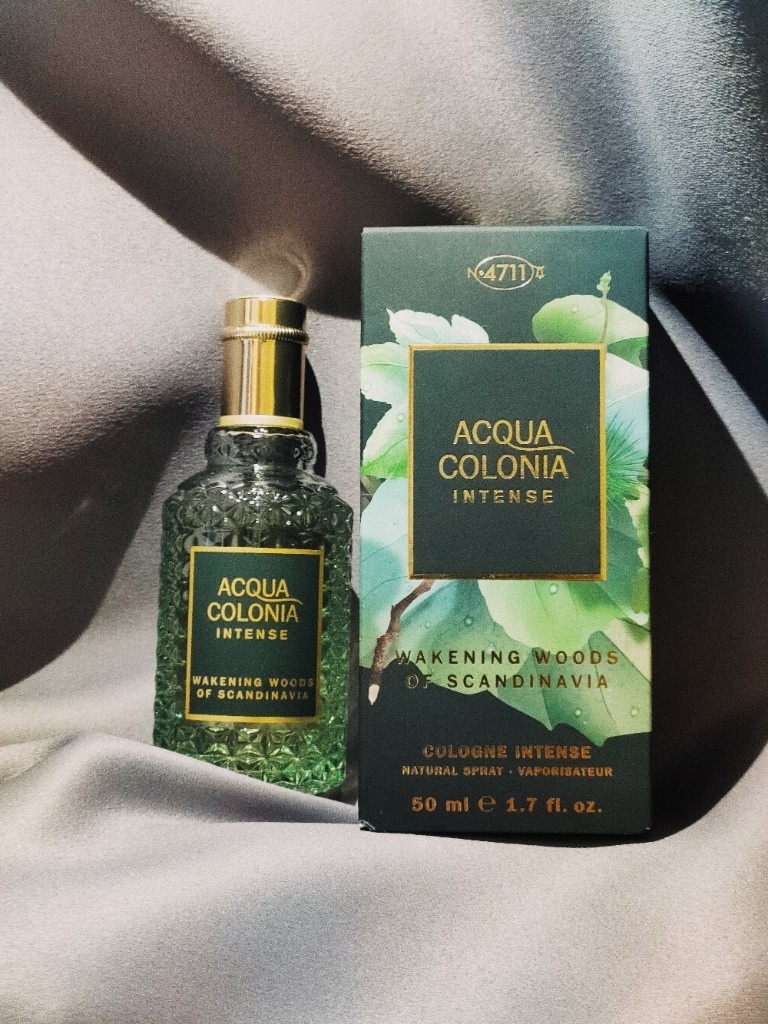 ACQUA
COLONIA
INTENSE
WAKENING WOODS
OF SCANDINAVIA
Nº4711
ACQUA
COLONIA
INTENSE
WAKENING WOODS
OF SCANDINAVIA
COLOGNE INTENSE
NATURAL SPRAY · VAPORISATEUR
50 ml ℮ 1.7 fl. oz.